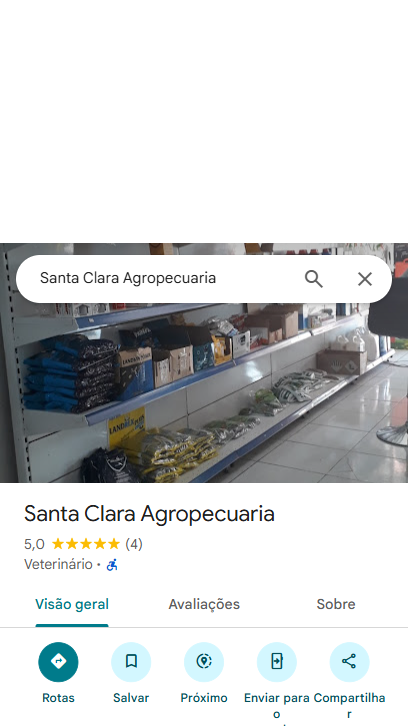 Santa Clara Agropecuaria
Santa Clara Agropecuaria
5,0 (4)
Veterinário ·
Visão geral
Avaliações
Sobre
Rotas
Salvar
Próximo
Enviar para
o
Compartilha
r